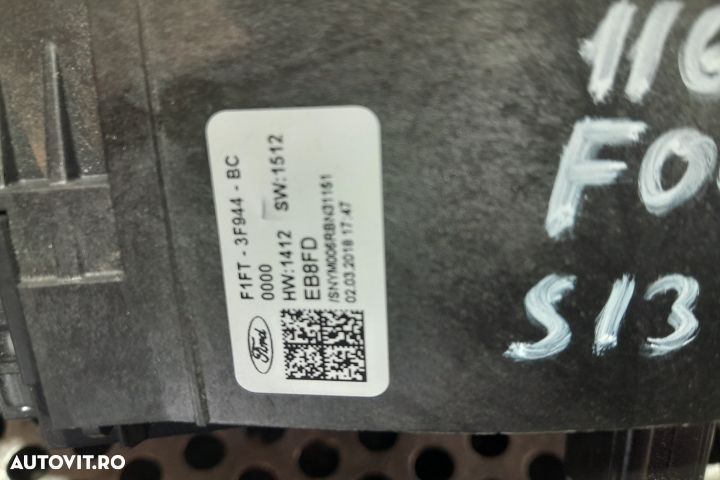 F1FT - 3F944 - BC
0000
HW:1412 SW:1512
EB8FD
/SNYM006RBN31151
02.03.2018 17:47
Ford
116
FO
S13
AUTOVIT.RO